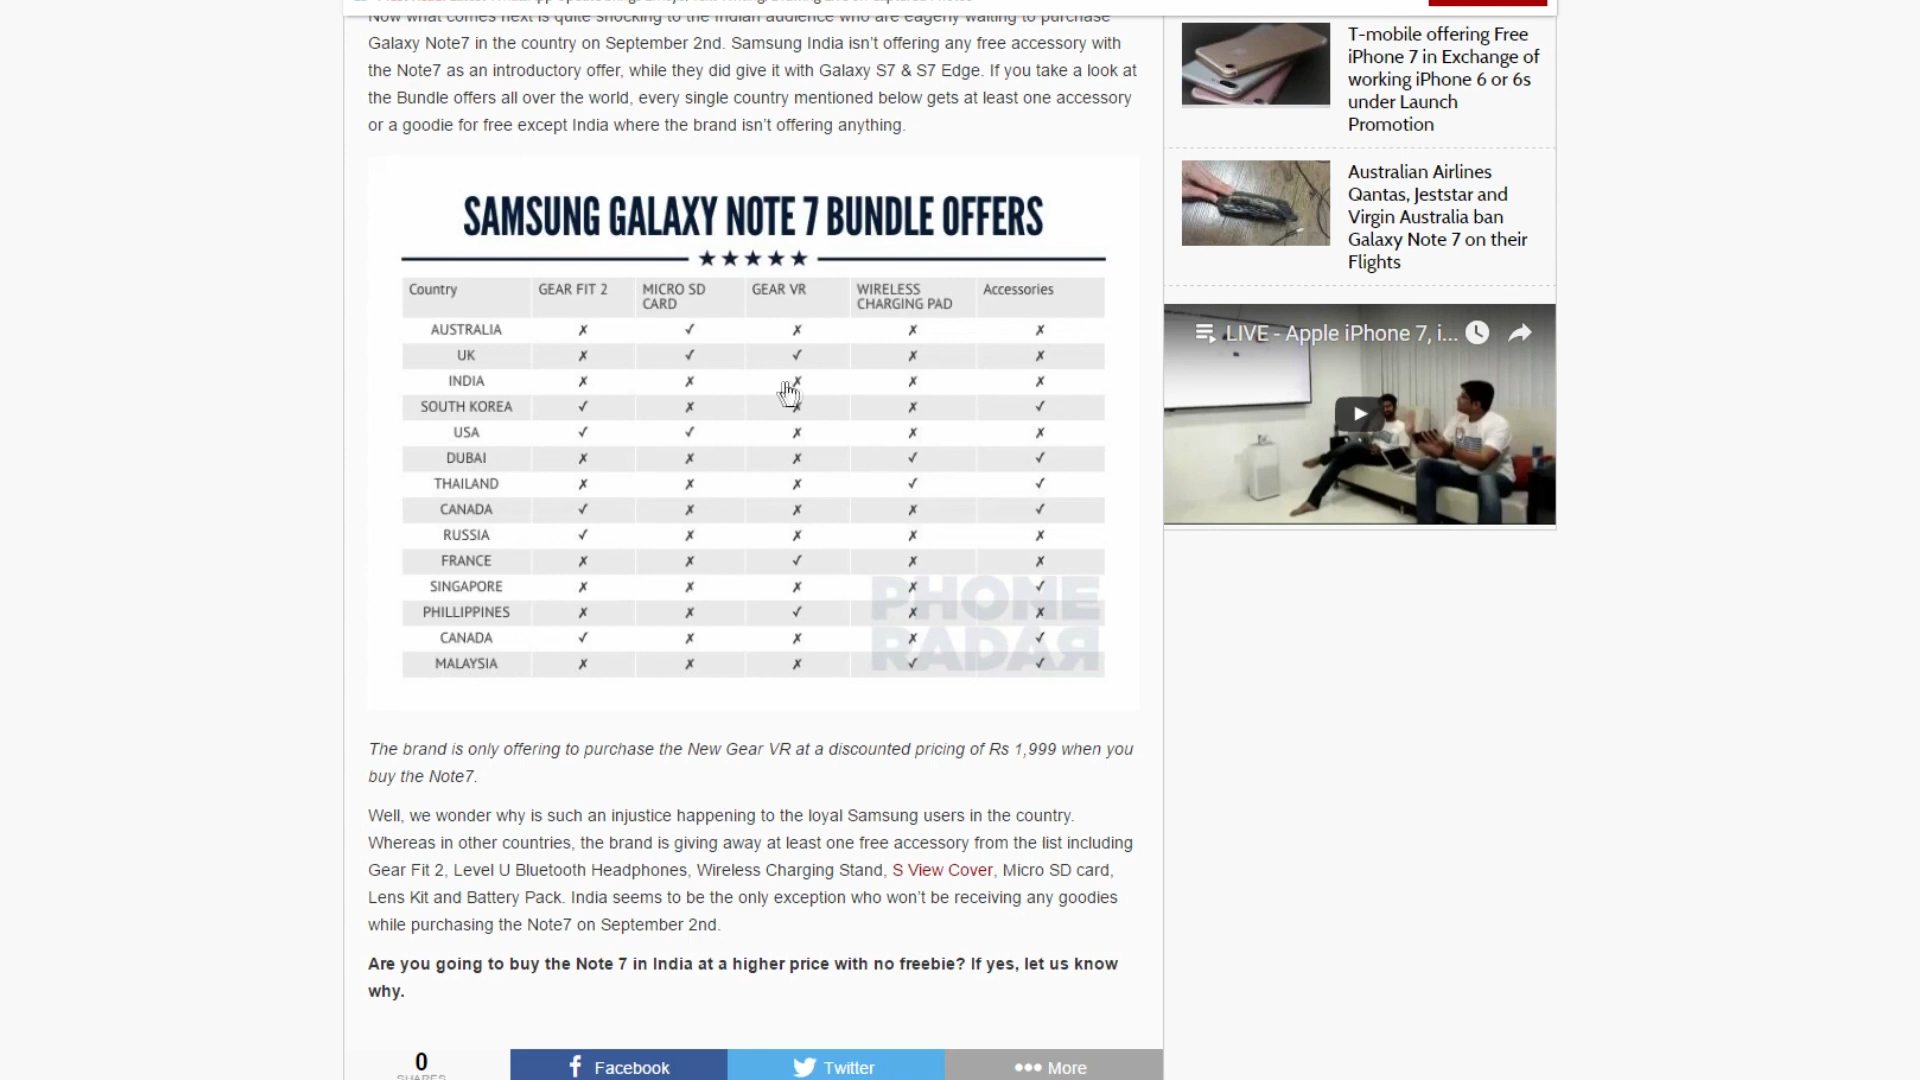 Now what comes next is quite shocking to the Indian audience who are eagerly waiting to purchase
Galaxy Note7 in the country on September 2nd. Samsung India isn't offering any free accessory with
the Note7 as an introductory offer, while they did give it with Galaxy S7 & S7 Edge. If you take a look at
the Bundle offers all over the world, every single country mentioned below gets at least one accessory
or a goodie for free except India where the brand isn't offering anything.
SAMSUNG GALAXY NOTE 7 BUNDLE OFFERS
★★★★★
Country GEAR FIT 2 MICRO SD CARD GEAR VR WIRELESS CHARGING PAD Accessories
AUSTRALIA ✗ ✓ ✗ ✗ ✗
UK ✗ ✓ ✓ ✗ ✗
INDIA ✗ ✗ ✗ ✗ ✗
SOUTH KOREA ✓ ✗ ✗ ✗ ✓
USA ✓ ✓ ✗ ✗ ✗
DUBAI ✗ ✗ ✗ ✓ ✓
THAILAND ✗ ✗ ✗ ✓ ✓
CANADA ✓ ✗ ✗ ✗ ✓
RUSSIA ✓ ✗ ✗ ✗ ✗
FRANCE ✗ ✗ ✓ ✗ ✗
SINGAPORE ✗ ✗ ✗ ✗ ✓
PHILLIPPINES ✗ ✗ ✓ ✗ ✗
CANADA ✓ ✗ ✗ ✗ ✓
MALAYSIA ✗ ✗ ✗ ✓ ✓
PHONE
RADAR
The brand is only offering to purchase the New Gear VR at a discounted pricing of Rs 1,999 when you
buy the Note7.
Well, we wonder why is such an injustice happening to the loyal Samsung users in the country.
Whereas in other countries, the brand is giving away at least one free accessory from the list including
Gear Fit 2, Level U Bluetooth Headphones, Wireless Charging Stand, S View Cover, Micro SD card,
Lens Kit and Battery Pack. India seems to be the only exception who won't be receiving any goodies
while purchasing the Note7 on September 2nd.
Are you going to buy the Note 7 in India at a higher price with no freebie? If yes, let us know
why.
0
SHARES
Facebook
Twitter
More
T-mobile offering Free
iPhone 7 in Exchange of
working iPhone 6 or 6s
under Launch
Promotion
Australian Airlines
Qantas, Jeststar and
Virgin Australia ban
Galaxy Note 7 on their
Flights
LIVE - Apple iPhone 7, i...